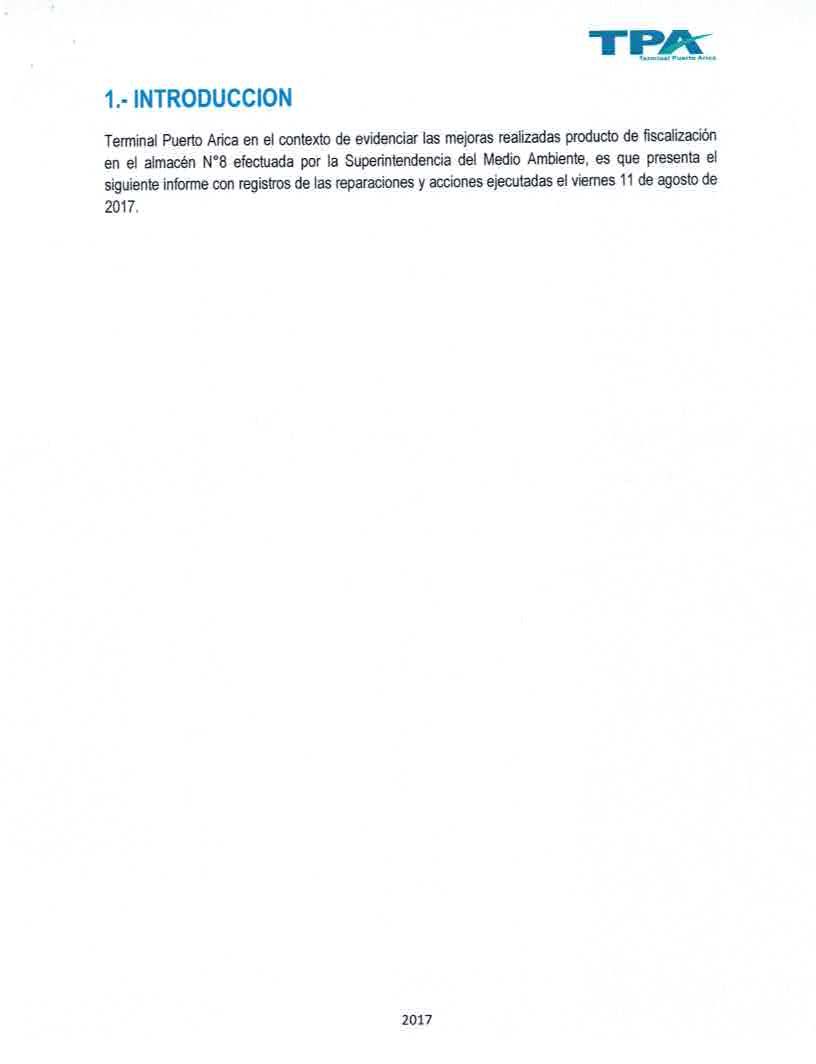 TPA
Terminal Puerto Arica
1.- INTRODUCCION
Terminal Puerto Arica en el contexto de evidenciar las mejoras realizadas producto de fiscalización
en el almacén N°8 efectuada por la Superintendencia del Medio Ambiente, es que presenta el
siguiente informe con registros de las reparaciones y acciones ejecutadas el viernes 11 de agosto de
2017.
2017